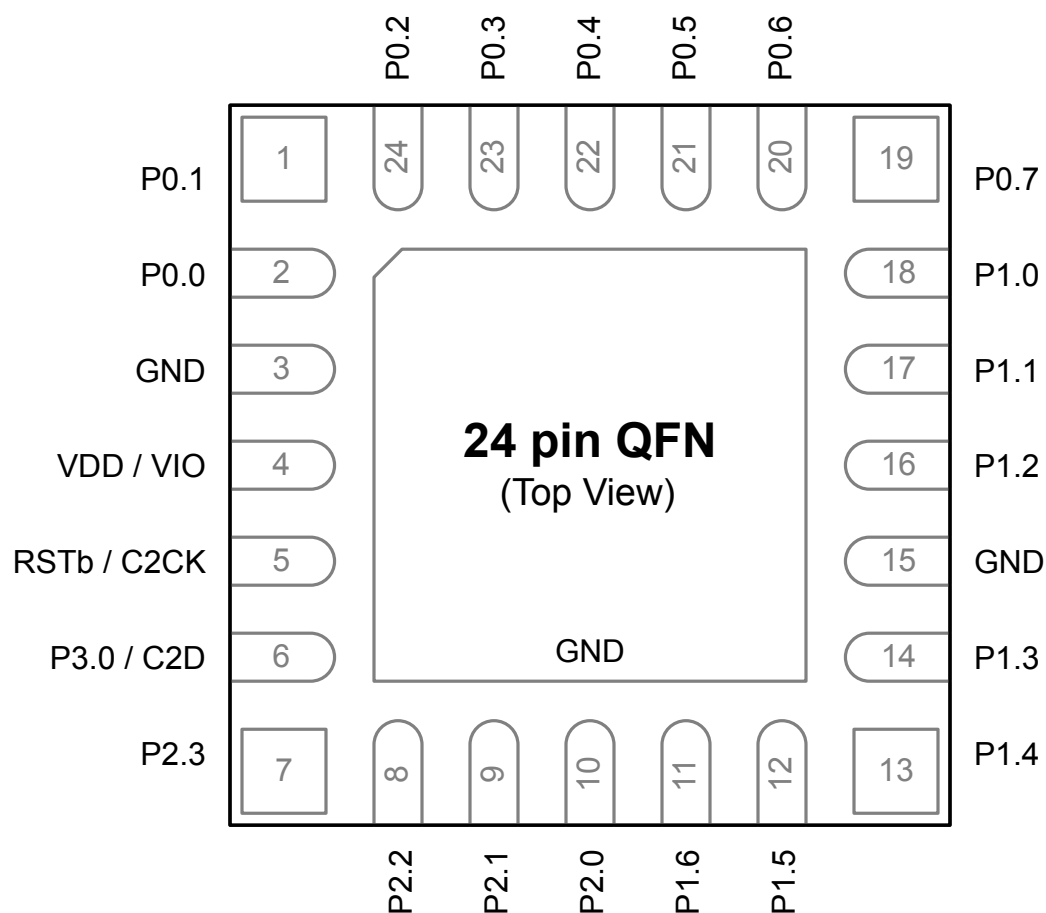 P0.2
P0.3
P0.4
P0.5
P0.6
1
24
23
22
21
20
19
P0.1
P0.7
P0.0
2
18
P1.0
GND
3
17
P1.1
24 pin QFN
(Top View)
VDD / VIO
4
16
P1.2
RSTb / C2CK
5
15
GND
P3.0 / C2D
6
GND
14
P1.3
P2.3
7
8
9
10
11
12
13
P1.4
P2.2
P2.1
P2.0
P1.6
P1.5